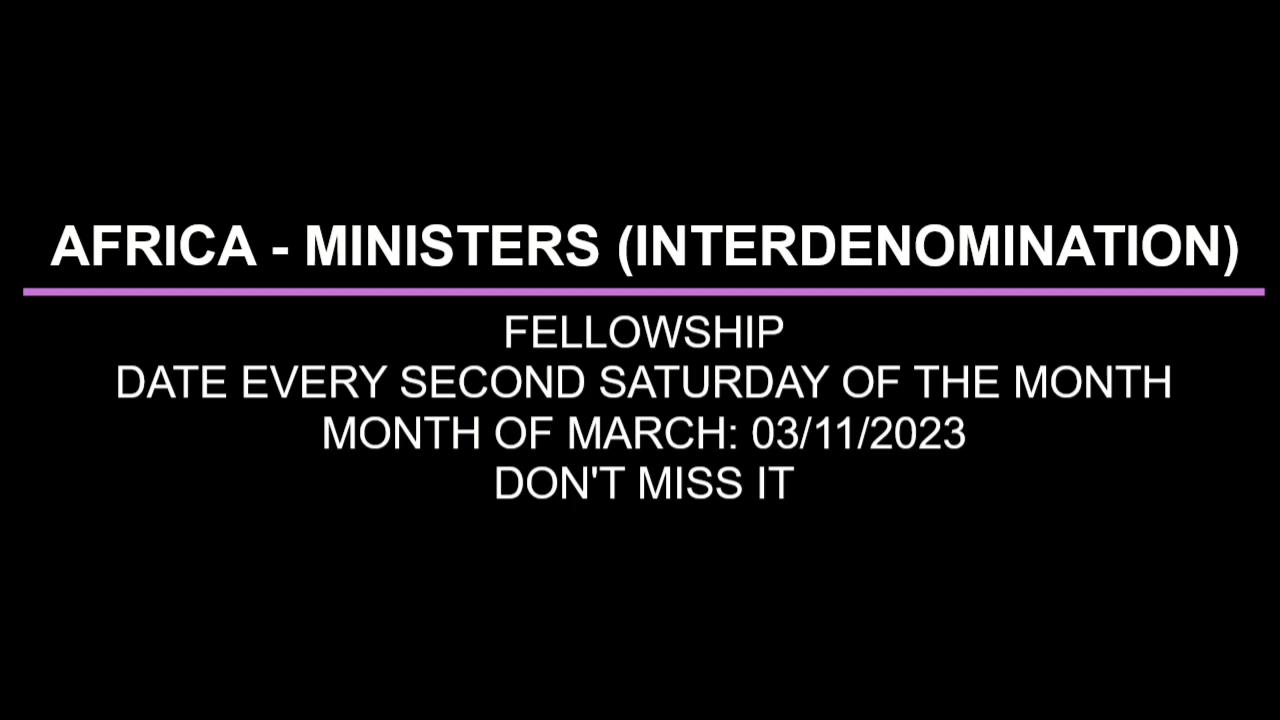 AFRICA - MINISTERS (INTERDENOMINATION)
FELLOWSHIP
DATE EVERY SECOND SATURDAY OF THE MONTH
MONTH OF MARCH: 03/11/2023
DON'T MISS IT